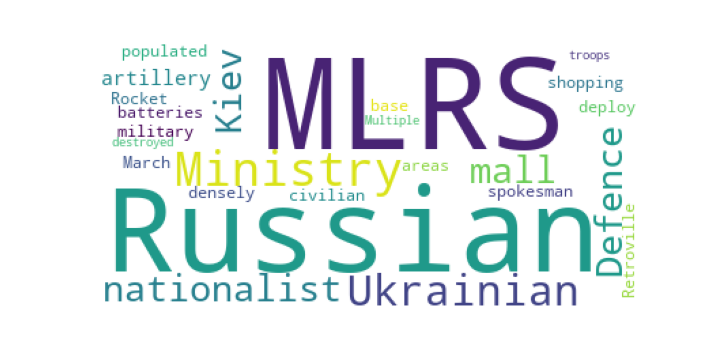 populated
troops
MLRS
Kiev
artillery
shopping
Rocket
base
deploy
batteries
Multiple
military
Defence
destroyed
March
Ministry
areas
mall
densely
civilian
spokesman
Russian
Retroville
nationalist
Ukrainian